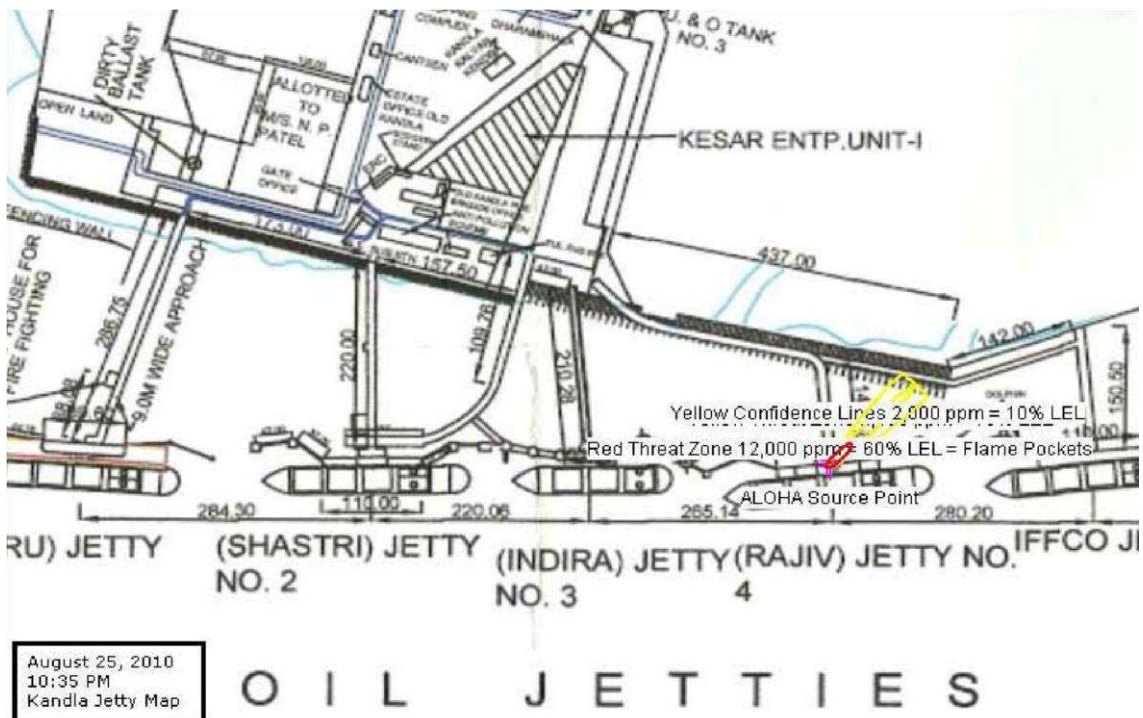 COMPLEX
DHARAMSHALA
KANDLA
U. & O TANK
NO. 3
DIRTY
BALLAST
TANK
OPEN LAND
ALLOTTED
TO
M/S. N. P.
PATEL
CANTEEN
ESTATE
OFFICE OLD
KANDLA
GATE
OFFICE
KESAR ENTP.UNIT-I
FENCING WALL
HOUSE FOR
FIRE FIGHTING
286.75
9.0M WIDE APPROACH
157.50
220.00
109.76
210.28
437.00
142.00
150.50
DOLPHIN
Yellow Confidence Lines 2,000 ppm = 10% LEL
Red Threat Zone 12,000 ppm = 60% LEL = Flame Pockets
ALOHA Source Point
284.30
110.00
220.06
265.14
280.20
RU) JETTY
(SHASTRI) JETTY
NO. 2
(INDIRA) JETTY
NO. 3
(RAJIV) JETTY NO.
4
IFFCO
August 25, 2010
10:35 PM
Kandla Jetty Map
OIL JETTIES